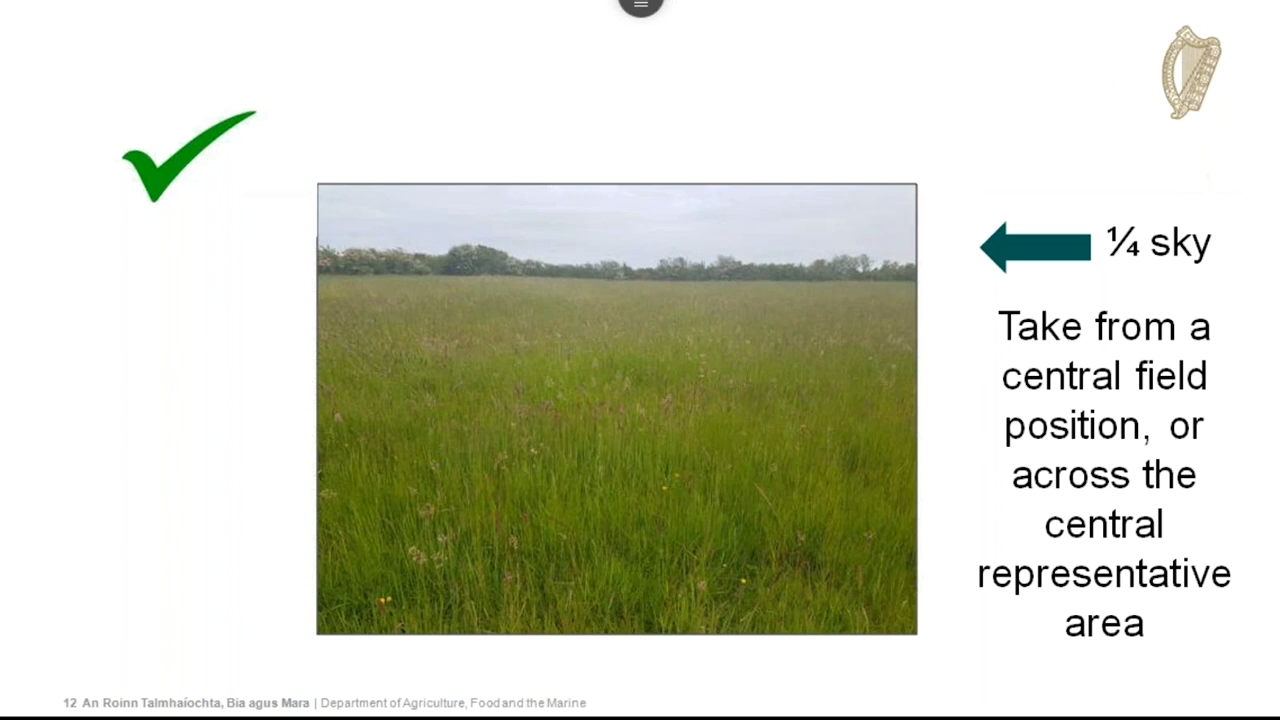 ¼ sky
Take from a
central field
position, or
across the
central
representative
area
12 An Roinn Talmhaíochta, Bia agus Mara | Department of Agriculture, Food and the Marine